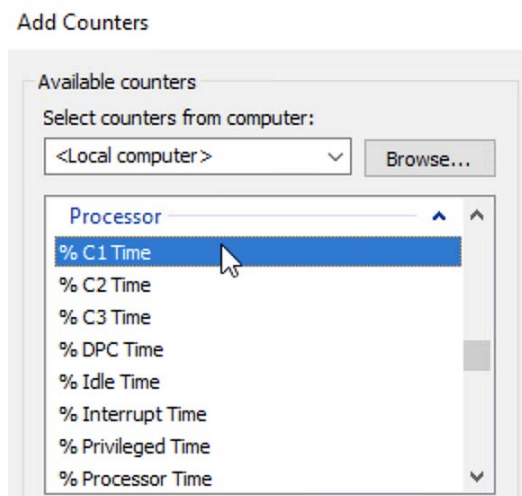 Add Counters
Available counters
Select counters from computer:
<Local computer>
Browse...
Processor
% C1 Time
% C2 Time
% C3 Time
% DPC Time
% Idle Time
% Interrupt Time
% Privileged Time
% Processor Time